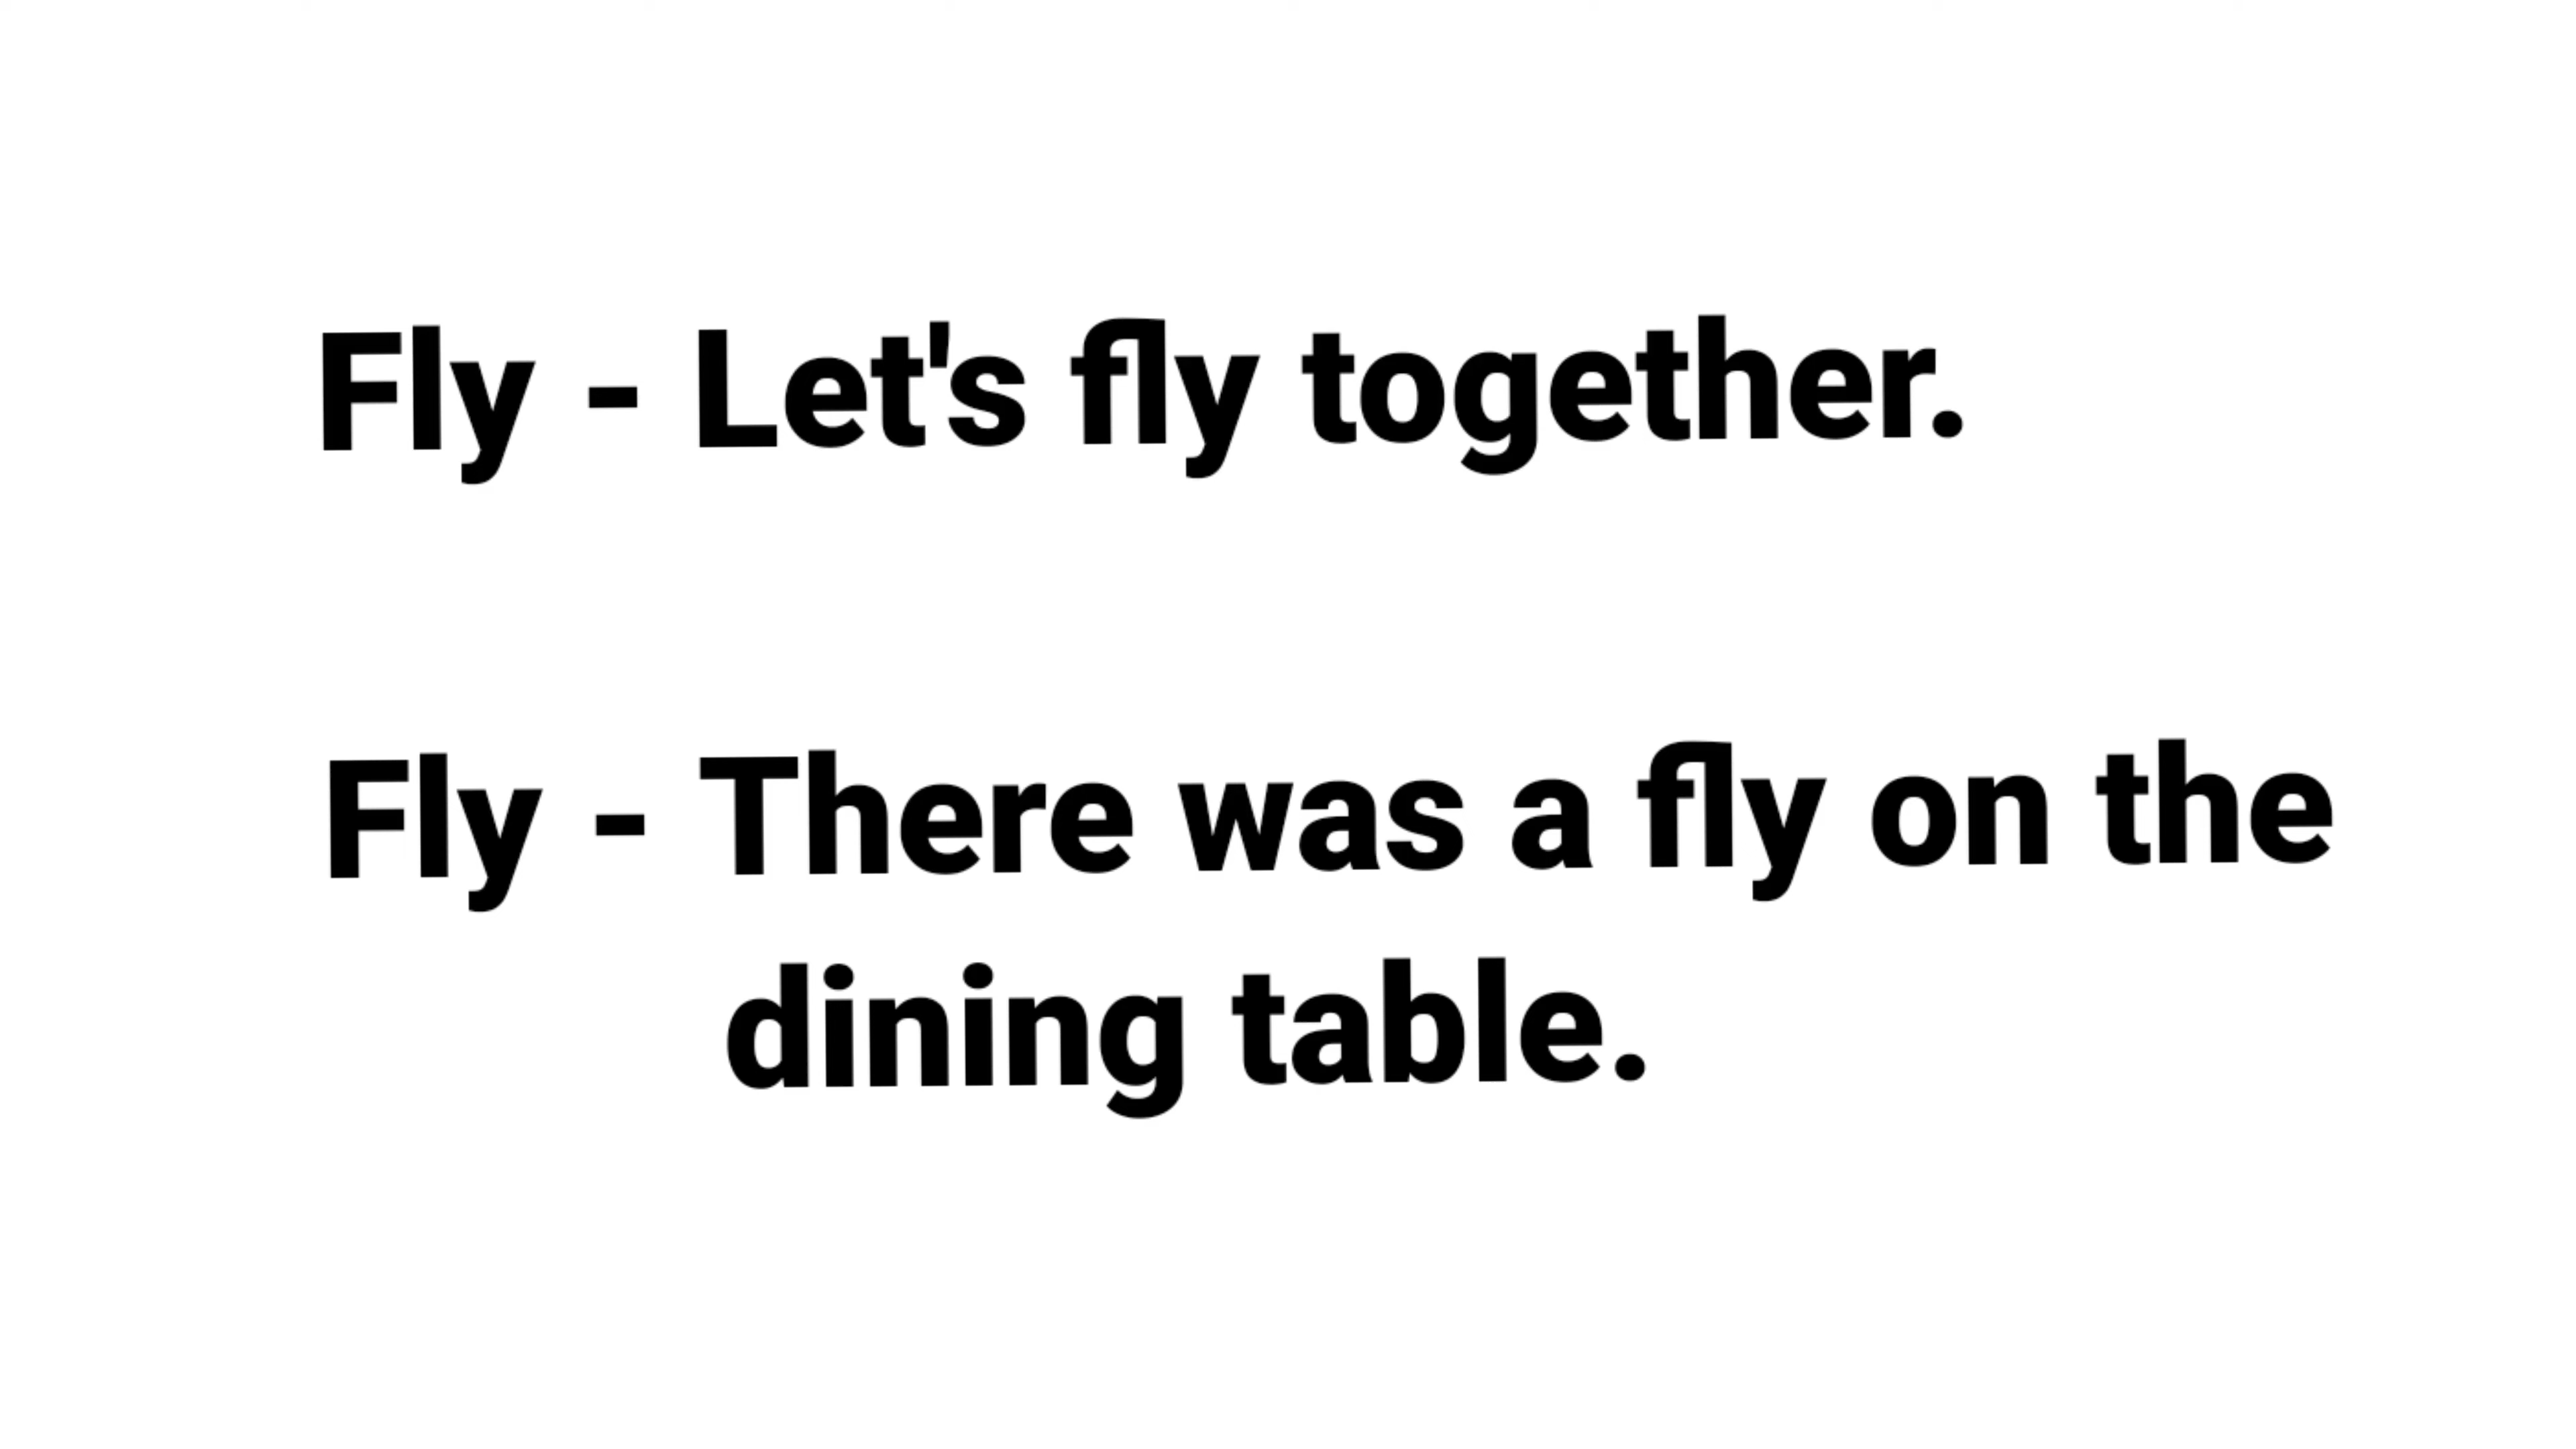 Fly - Let's fly together.
Fly - There was a fly on the
dining table.